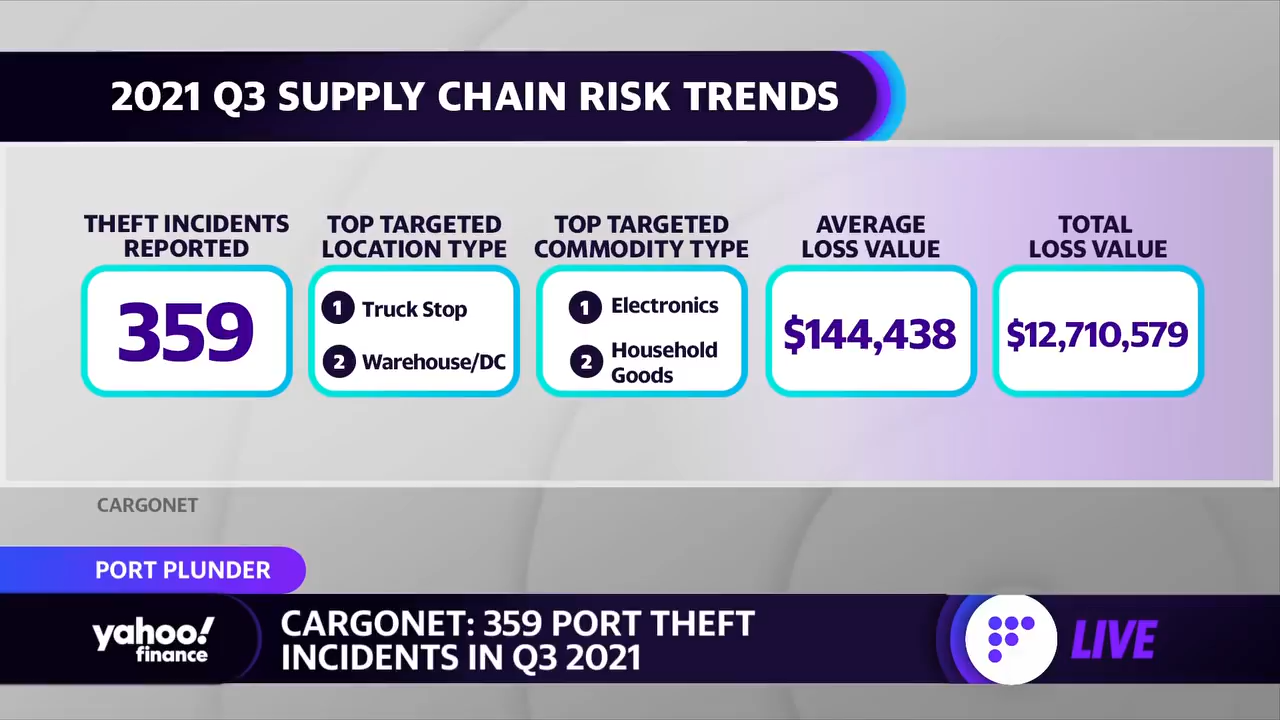 2021 Q3 SUPPLY CHAIN RISK TRENDS
THEFT INCIDENTS
REPORTED
359
TOP TARGETED
LOCATION TYPE
1 Truck Stop
2 Warehouse/DC
TOP TARGETED
COMMODITY TYPE
1 Electronics
2 Household
Goods
AVERAGE
LOSS VALUE
$144,438
TOTAL
LOSS VALUE
$12,710,579
CARGONET
PORT PLUNDER
yahoo!
finance
CARGONET: 359 PORT THEFT
INCIDENTS IN Q3 2021
LIVE